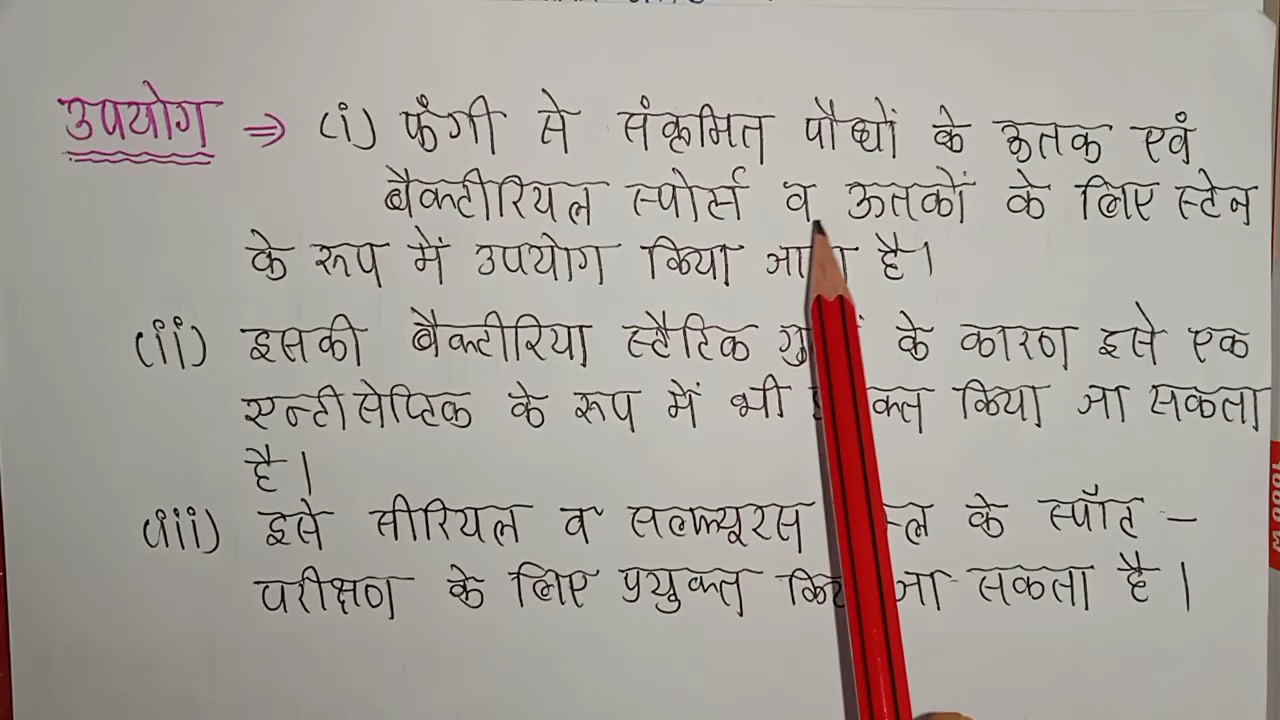 उपयोग ⇒ (i) फंगी से संक्रमित पौधों के ऊतक एवं
बैक्टीरियल स्पोर्स व ऊतकों के लिए स्टेन
के रूप में उपयोग किया है।
(ii) इसकी बैक्टीरिया स्टैटिक के कारण इसे एक
एन्टीसेप्टिक के रूप में भी किया जा सकता
है।
(iii) इसे सीरियल व सल्फ्यूरस के स्पॉट -
परीक्षण के लिए प्रयुक्त जा सकता है।